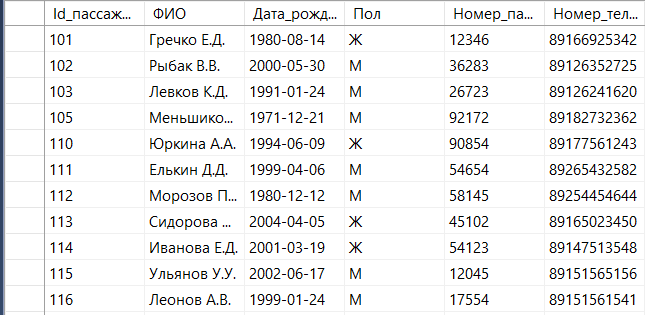 Id_пассаж... ФИО Дата_рожд... Пол Номер_па... Номер_тел...
101 Гречко Е.Д. 1980-08-14 Ж 12346 89166925342
102 Рыбак В.В. 2000-05-30 М 36283 89126352725
103 Левков К.Д. 1991-01-24 М 26723 89126241620
105 Меньшико... 1971-12-21 М 92172 89182732362
110 Юркина А.А. 1994-06-09 Ж 90854 89177561243
111 Елькин Д.Д. 1999-04-06 М 54654 89265432582
112 Морозов П... 1980-12-12 М 58145 89254454644
113 Сидорова ... 2004-04-05 Ж 45102 89165023450
114 Иванова Е.Д. 2001-03-19 Ж 54123 89147513548
115 Ульянов У.У. 2002-06-17 М 12045 89151565156
116 Леонов А.В. 1999-01-24 М 17554 89151561541